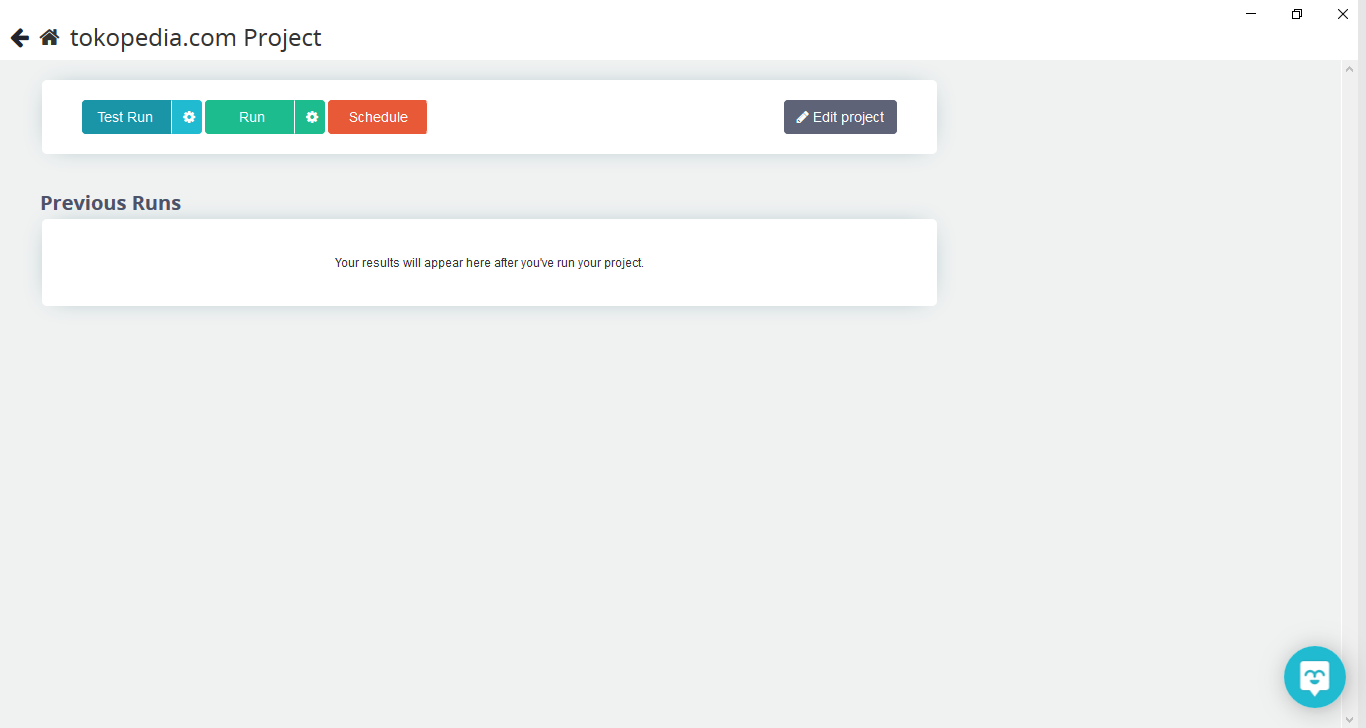 tokopedia.com Project
Test Run Run Schedule Edit project
Previous Runs
Your results will appear here after you've run your project.